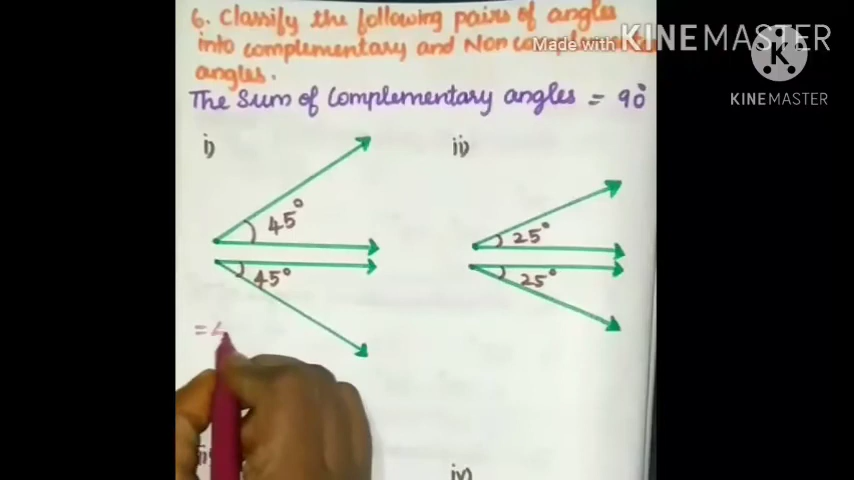 6. Classify the following pairs of angles
into complementary and Non
angles.
Made with KINEMASTER
K
KINEMASTER
The Sum of Complementary angles = 90°
i)
ii)
45°
45°
25°
25°
=
iv)